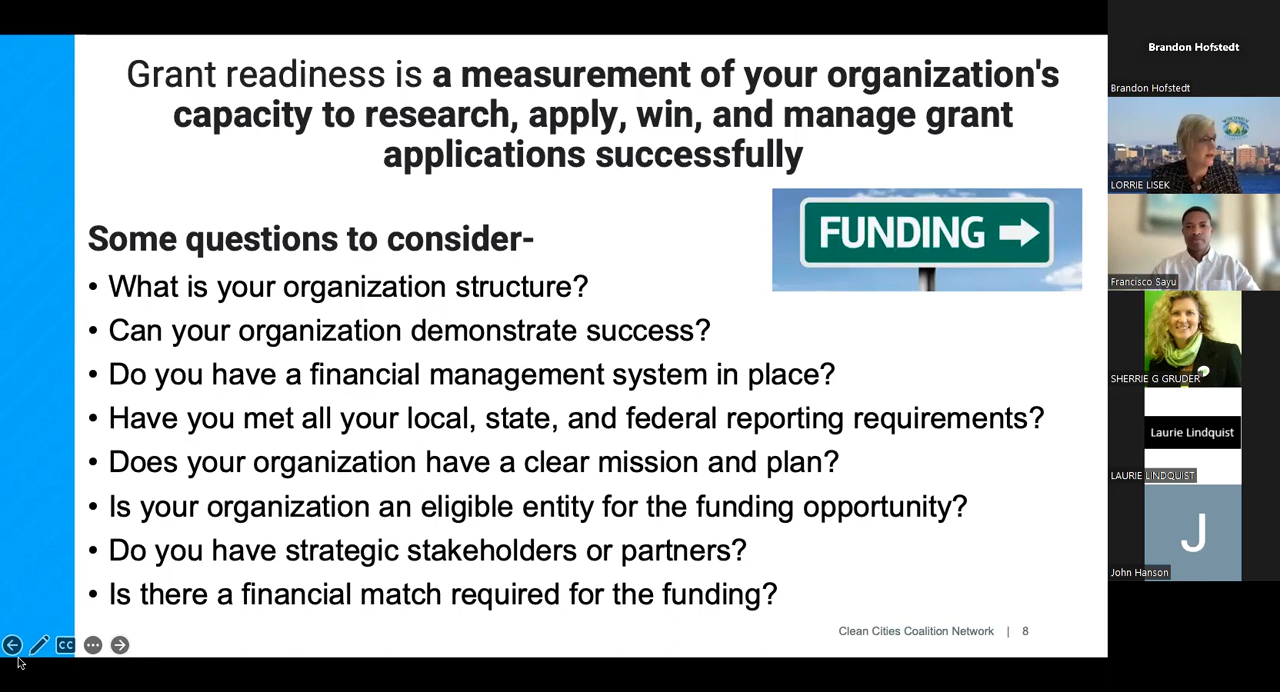 Grant readiness is a measurement of your organization's
capacity to research, apply, win, and manage grant
applications successfully
FUNDING
Some questions to consider-
• What is your organization structure?
• Can your organization demonstrate success?
• Do you have a financial management system in place?
• Have you met all your local, state, and federal reporting requirements?
• Does your organization have a clear mission and plan?
• Is your organization an eligible entity for the funding opportunity?
• Do you have strategic stakeholders or partners?
• Is there a financial match required for the funding?
Clean Cities Coalition Network | 8
CC
Brandon Hofstedt
Brandon Hofstedt
LORRIE LISEK
Francisco Sayu
SHERRIE G GRUDER
Laurie Lindquist
LAURIE LINDQUIST
J
John Hanson